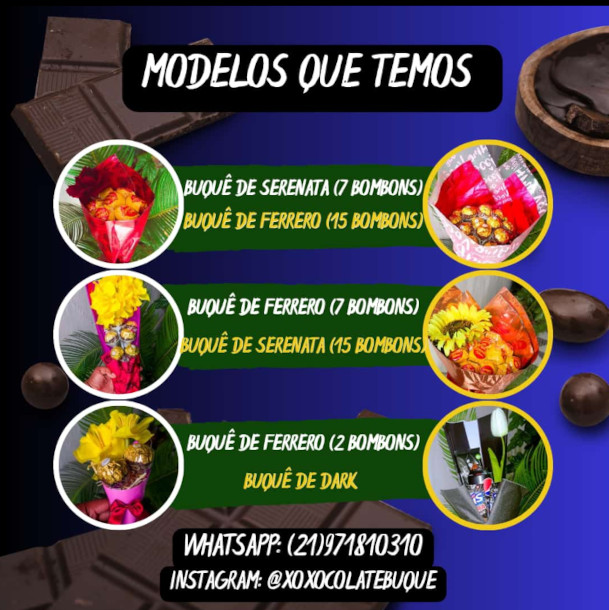 MODELOS QUE TEMOS
BUQUÊ DE SERENATA (7 BOMBONS)
BUQUÊ DE FERRERO (15 BOMBONS)
BUQUÊ DE FERRERO (7 BOMBONS)
BUQUÊ DE SERENATA (15 BOMBONS)
BUQUÊ DE FERRERO (2 BOMBONS)
BUQUÊ DE DARK
WHATSAPP: (21)971810310
INSTAGRAM: @XOXOCOLATEBUQUE